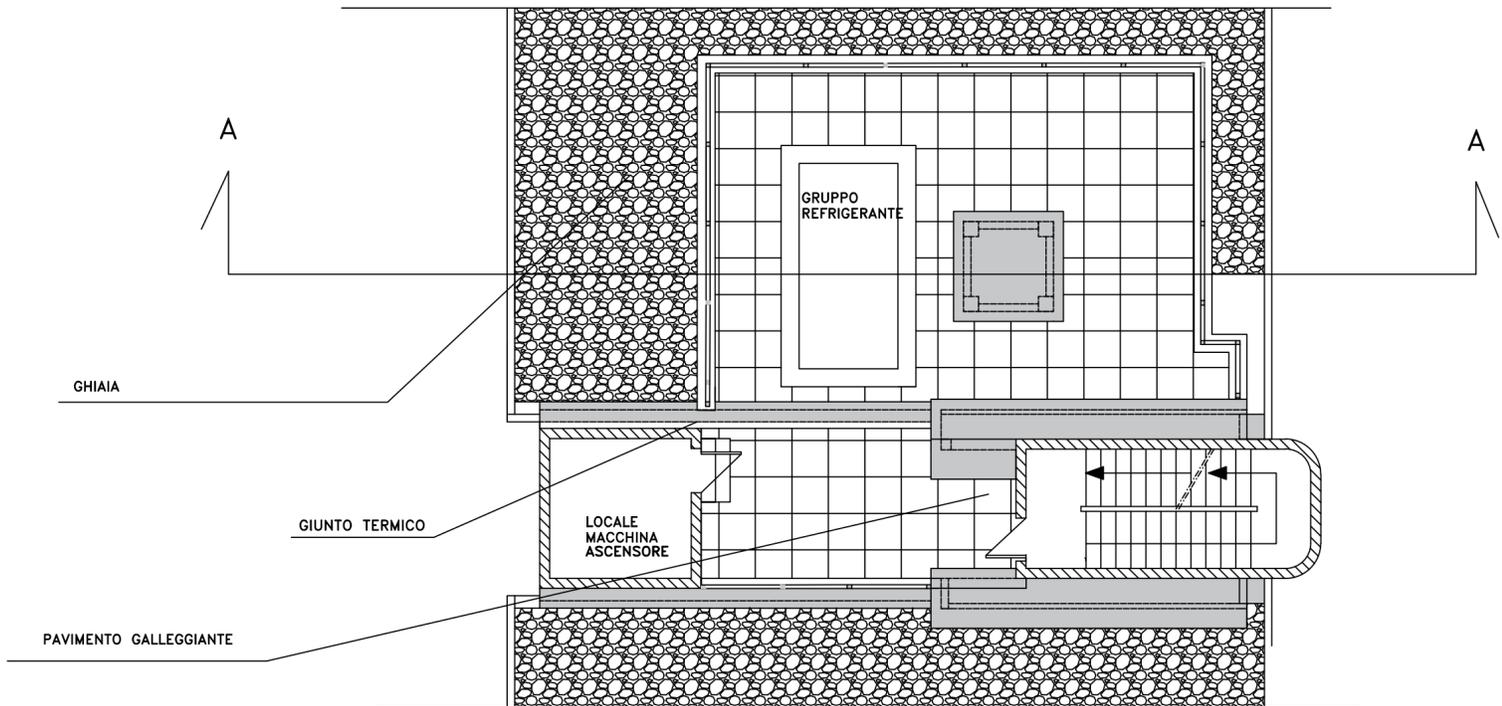 A
A
GRUPPO
REFRIGERANTE
GHIAIA
GIUNTO TERMICO
LOCALE
MACCHINA
ASCENSORE
PAVIMENTO GALLEGGIANTE